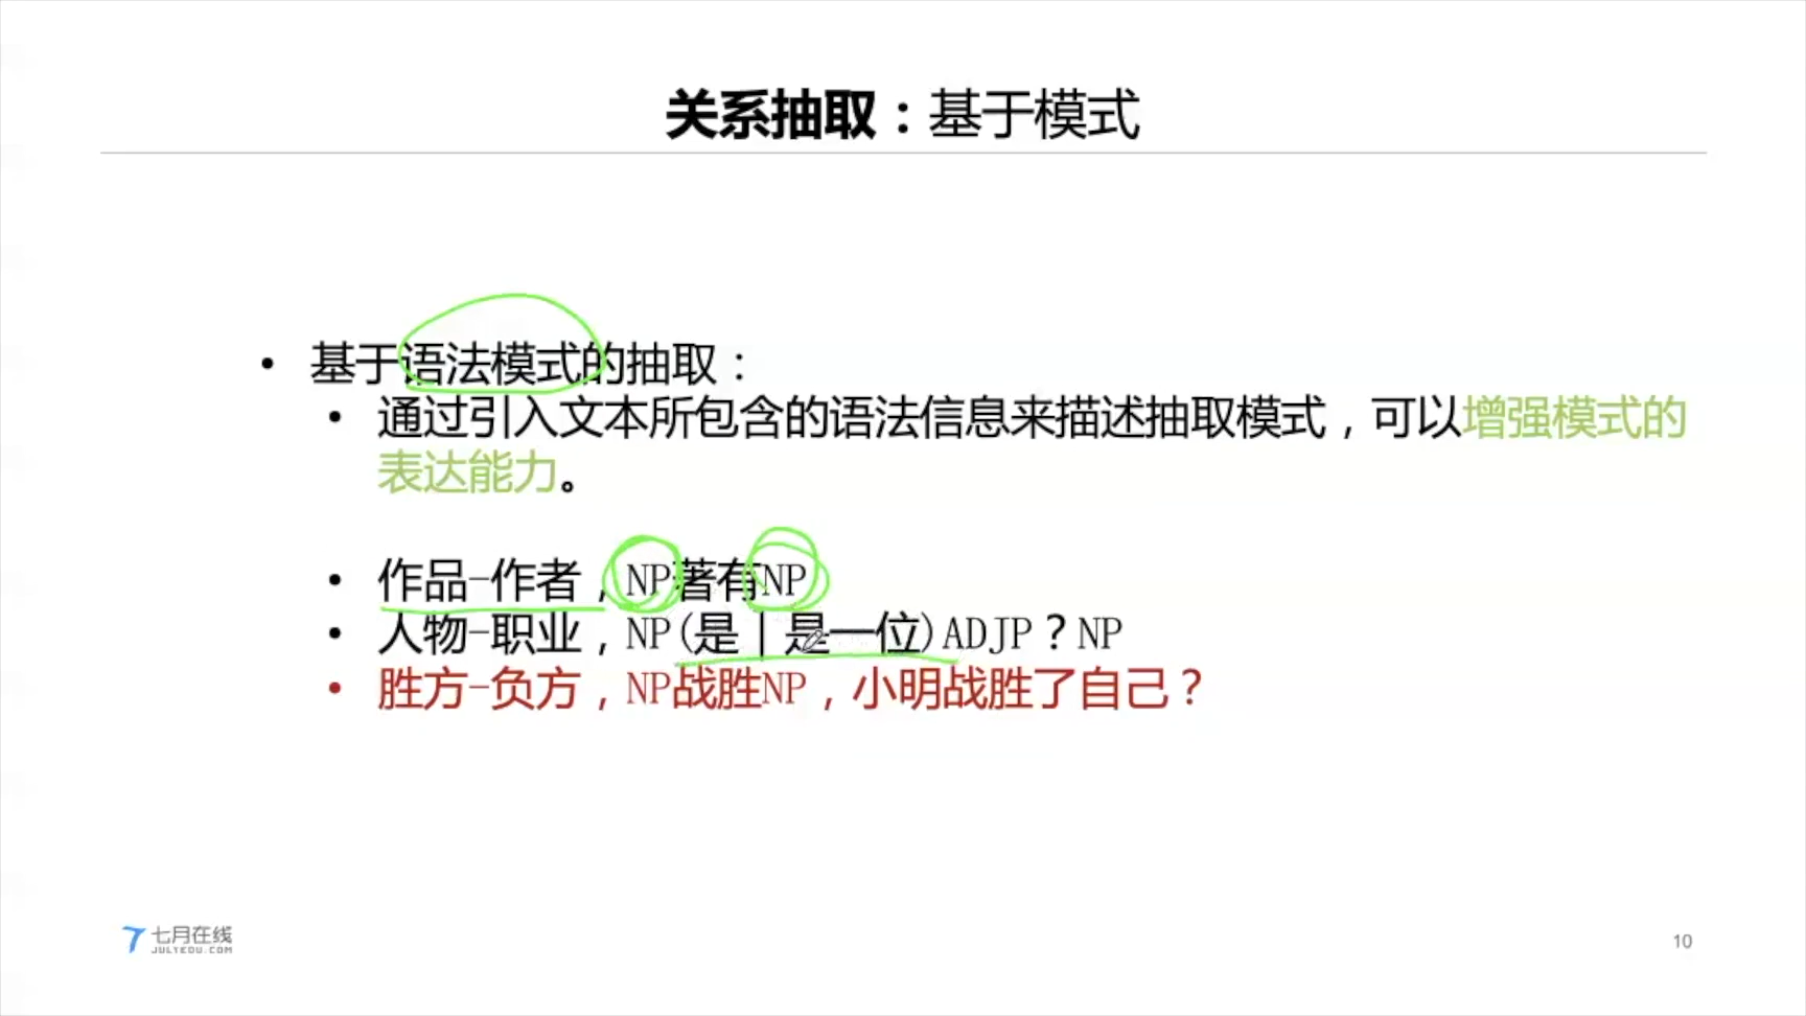 关系抽取：基于模式
• 基于语法模式的抽取：
• 通过引入文本所包含的语法信息来描述抽取模式，可以增强模式的
表达能力。
• 作品-作者，NP著有NP
• 人物-职业，NP(是|是一位)ADJP？NP
• 胜方-负方，NP战胜NP，小明战胜了自己？
七月在线
JULYEDU.COM
10